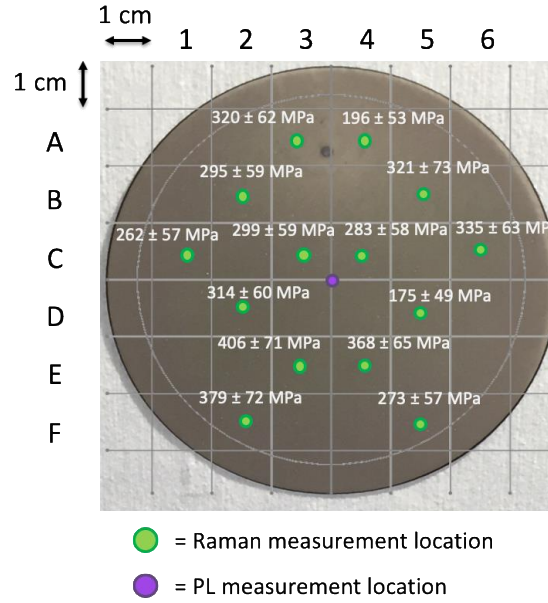 1 cm
1 2 3 4 5 6
1 cm
A
320 ± 62 MPa 196 ± 53 MPa
295 ± 59 MPa 321 ± 73 MPa
B
262 ± 57 MPa 299 ± 59 MPa 283 ± 58 MPa 335 ± 63 MP
C
314 ± 60 MPa 175 ± 49 MPa
D
406 ± 71 MPa 368 ± 65 MPa
E
379 ± 72 MPa 273 ± 57 MPa
F
= Raman measurement location
= PL measurement location